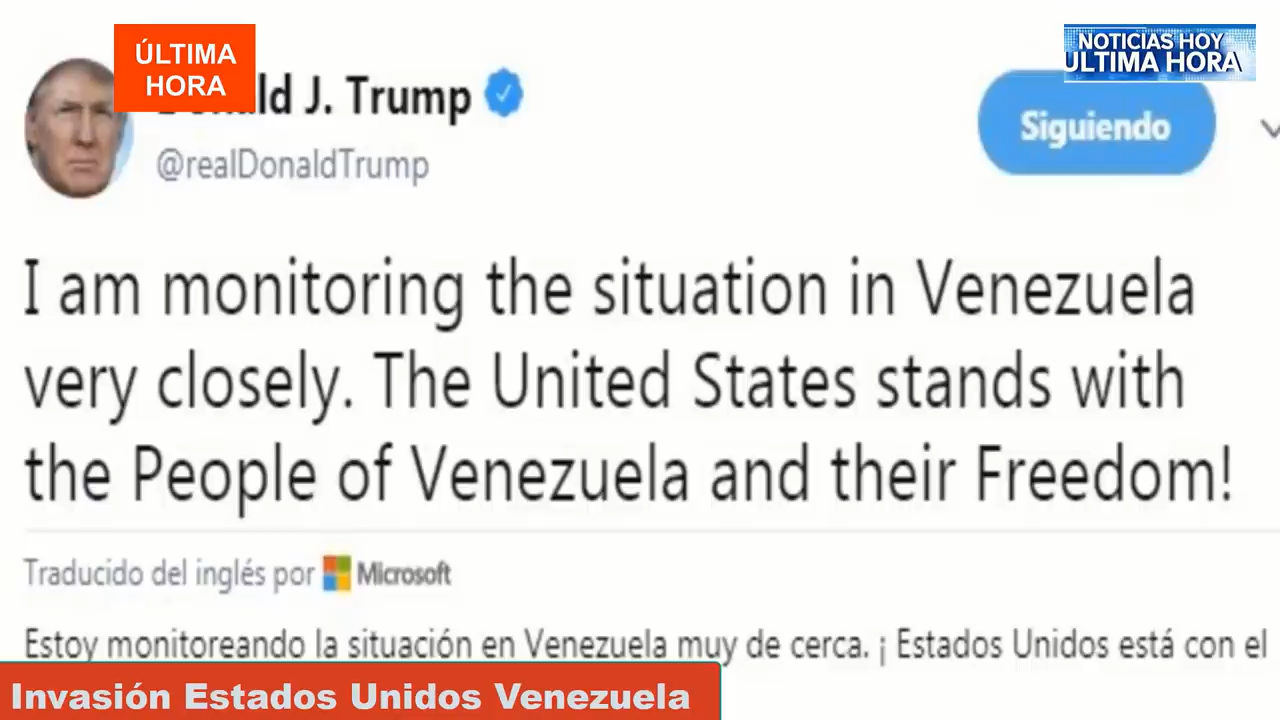 ÚLTIMA
HORA
NOTICIAS HOY
ULTIMA HORA
ld J. Trump
@realDonaldTrump
Siguiendo
I am monitoring the situation in Venezuela
very closely. The United States stands with
the People of Venezuela and their Freedom!
Traducido del inglés por Microsoft
Estoy monitoreando la situación en Venezuela muy de cerca. ¡ Estados Unidos está con el
Invasión Estados Unidos Venezuela